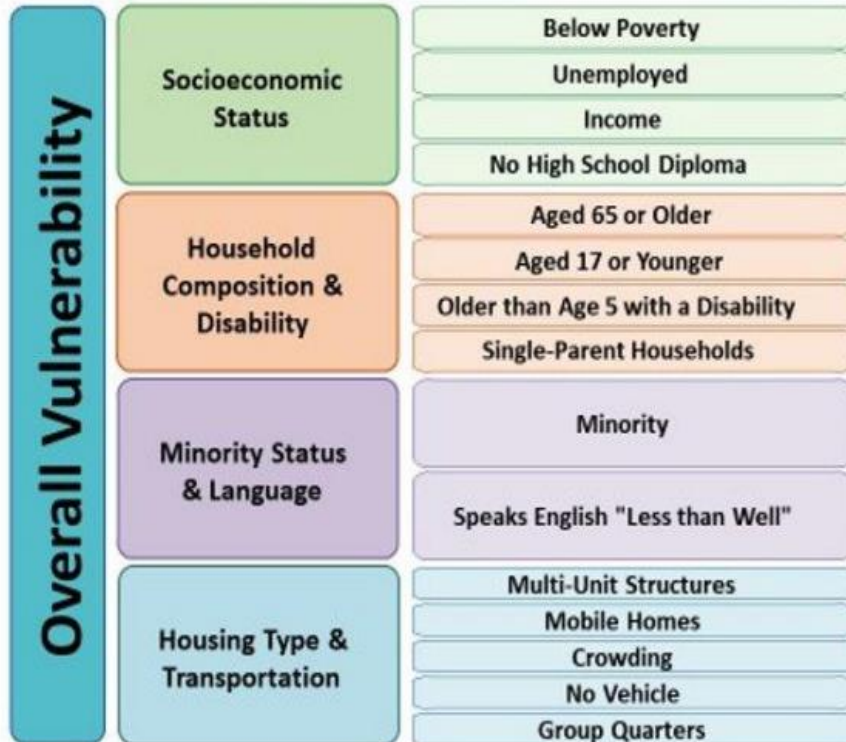 Overall Vulnerability
Socioeconomic
Status
Below Poverty
Unemployed
Income
No High School Diploma
Household
Composition &
Disability
Aged 65 or Older
Aged 17 or Younger
Older than Age 5 with a Disability
Single-Parent Households
Minority Status
& Language
Minority
Speaks English "Less than Well"
Housing Type &
Transportation
Multi-Unit Structures
Mobile Homes
Crowding
No Vehicle
Group Quarters